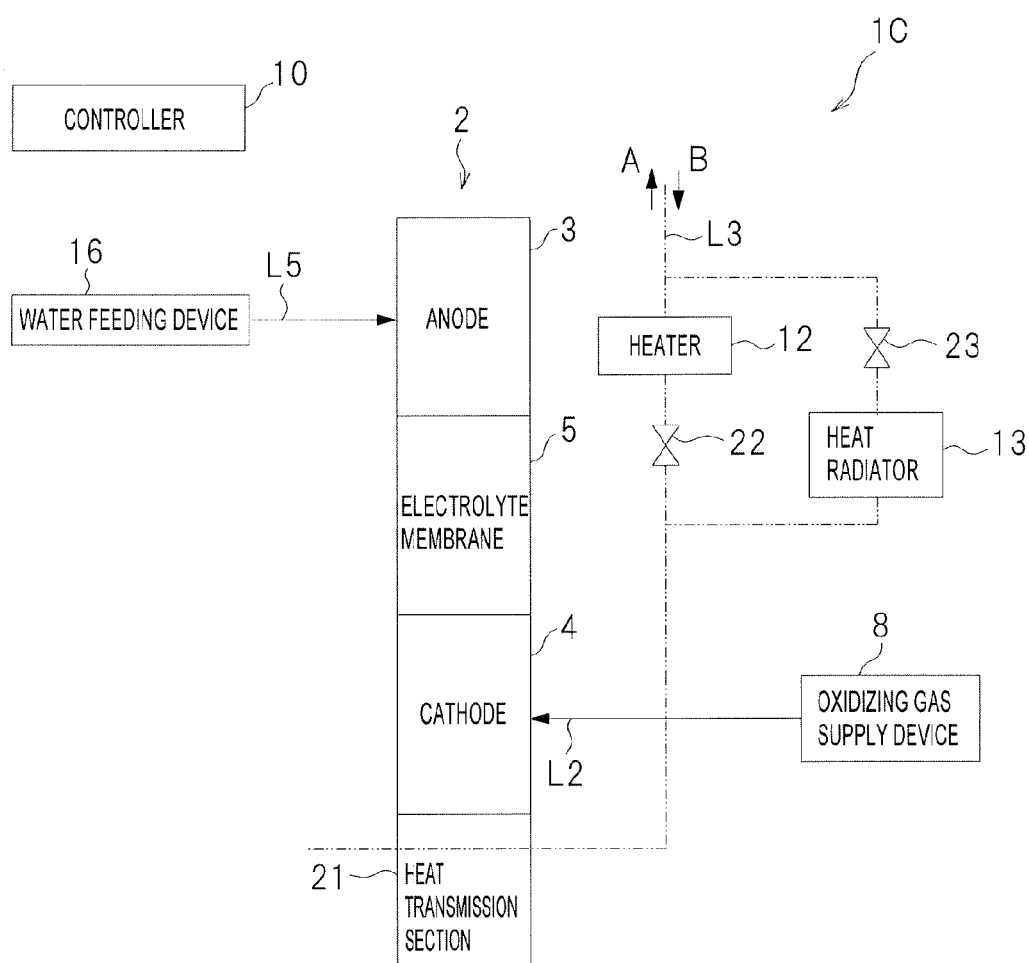 1C
10
CONTROLLER
2
A B
3
L3
16
L5
WATER FEEDING DEVICE
ANODE
HEATER
12
23
5
22
HEAT
RADIATOR
13
ELECTROLYTE
MEMBRANE
4
8
CATHODE
OXIDIZING GAS
SUPPLY DEVICE
L2
21
HEAT
TRANSMISSION
SECTION